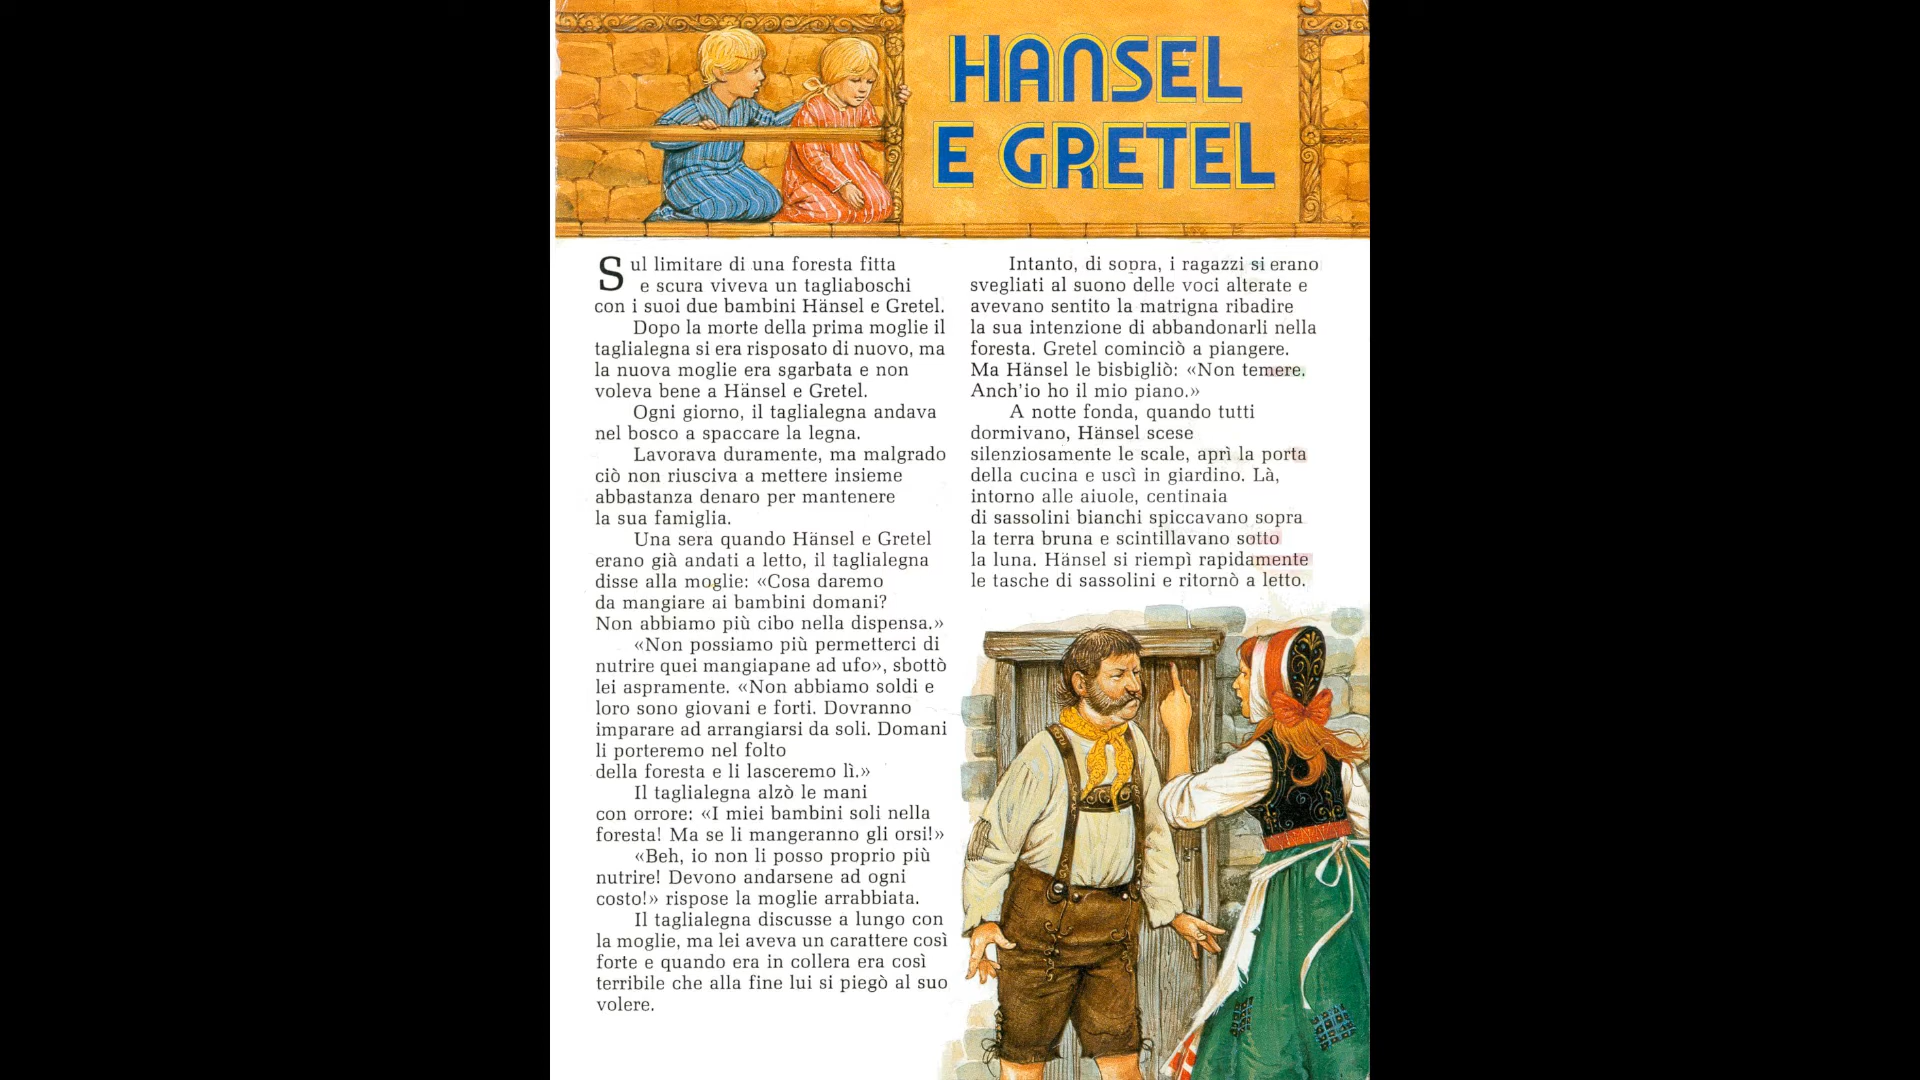 HANSEL
E GRETEL
Sul limitare di una foresta fitta
e scura viveva un tagliaboschi
con i suoi due bambini Hänsel e Gretel.
Dopo la morte della prima moglie il
taglialegna si era risposato di nuovo, ma
la nuova moglie era sgarbata e non
voleva bene a Hänsel e Gretel.
Ogni giorno, il taglialegna andava
nel bosco a spaccare la legna.
Lavorava duramente, ma malgrado
ciò non riusciva a mettere insieme
abbastanza denaro per mantenere
la sua famiglia.
Una sera quando Hänsel e Gretel
erano già andati a letto, il taglialegna
disse alla moglie: «Cosa daremo
da mangiare ai bambini domani?
Non abbiamo più cibo nella dispensa.»
«Non possiamo più permetterci di
nutrire quei mangiapane ad ufo», sbottò
lei aspramente. «Non abbiamo soldi e
loro sono giovani e forti. Dovranno
imparare ad arrangiarsi da soli. Domani
li porteremo nel folto
della foresta e li lasceremo lì.»
Il taglialegna alzò le mani
con orrore: «I miei bambini soli nella
foresta! Ma se li mangeranno gli orsi!»
«Beh, io non li posso proprio più
nutrire! Devono andarsene ad ogni
costo!» rispose la moglie arrabbiata.
Il taglialegna discusse a lungo con
la moglie, ma lei aveva un carattere così
forte e quando era in collera era così
terribile che alla fine lui si piegò al suo
volere.
Intanto, di sopra, i ragazzi si erano
svegliati al suono delle voci alterate e
avevano sentito la matrigna ribadire
la sua intenzione di abbandonarli nella
foresta. Gretel cominciò a piangere.
Ma Hänsel le bisbigliò: «Non temere.
Anch'io ho il mio piano.»
A notte fonda, quando tutti
dormivano, Hänsel scese
silenziosamente le scale, aprì la porta
della cucina e uscì in giardino. Là,
intorno alle aiuole, centinaia
di sassolini bianchi spiccavano sopra
la terra bruna e scintillavano sotto
la luna. Hänsel si riempì rapidamente
le tasche di sassolini e ritornò a letto.